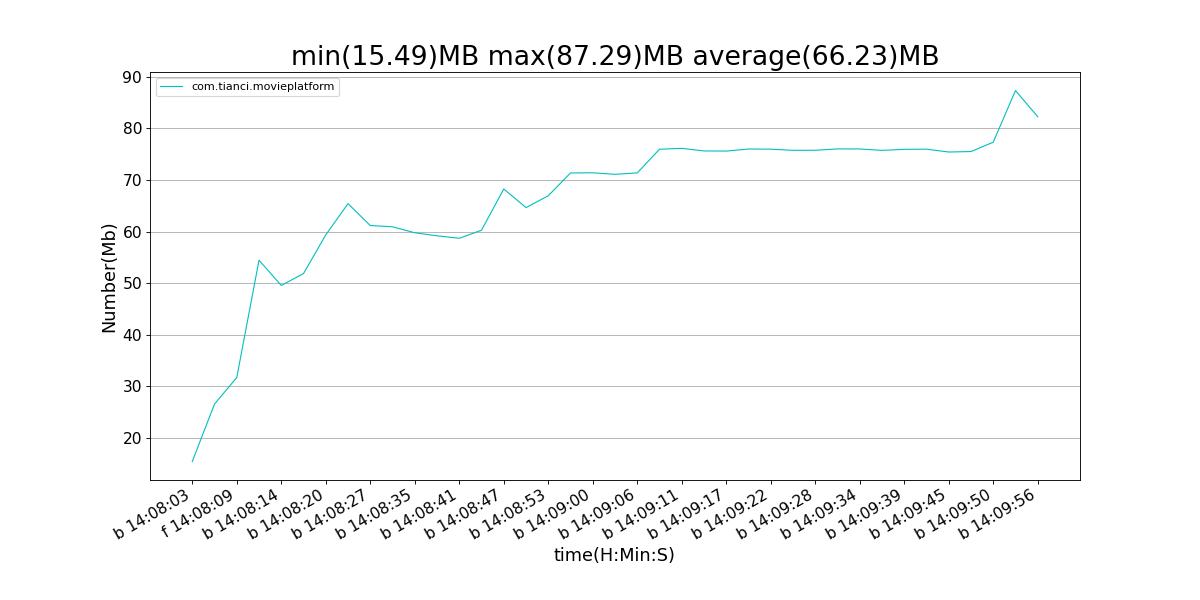 min(15.49)MB max(87.29)MB average(66.23)MB
com.tianci.movieplatform
90
80
70
60
50
40
30
20
Number(Mb)
b 14:08:03
f 14:08:09
b 14:08:14
b 14:08:20
b 14:08:27
b 14:08:35
b 14:08:41
b 14:08:47
b 14:08:53
b 14:09:00
b 14:09:06
b 14:09:11
b 14:09:17
b 14:09:22
b 14:09:28
b 14:09:34
b 14:09:39
b 14:09:45
b 14:09:50
b 14:09:56
time(H:Min:S)